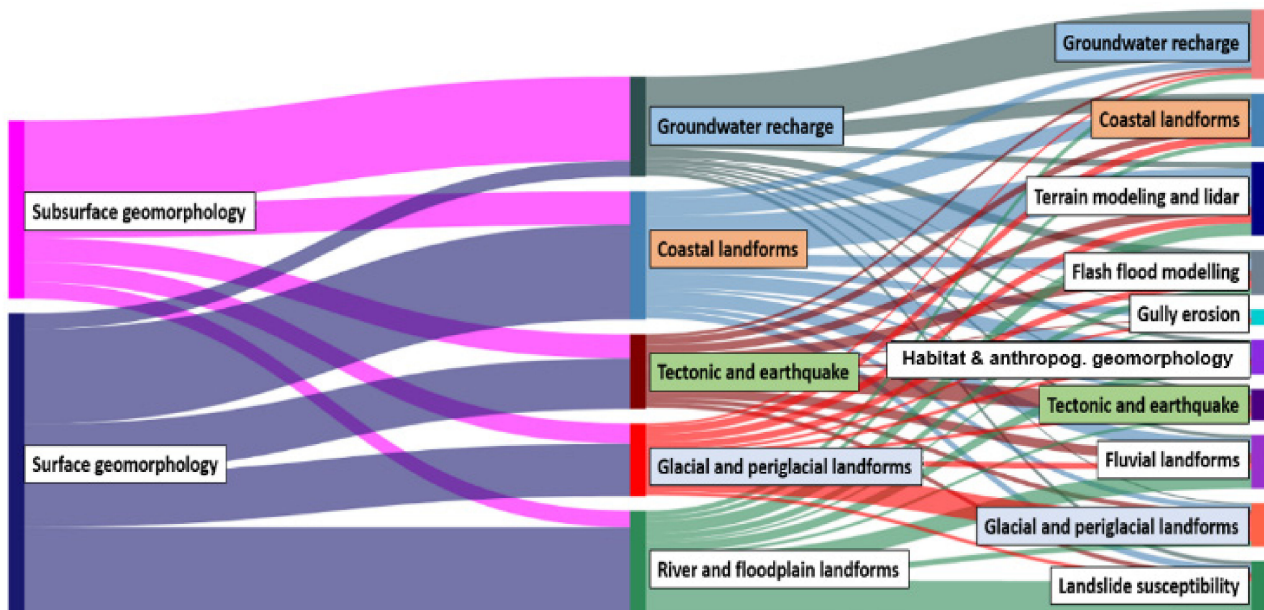 Subsurface geomorphology
Surface geomorphology
Groundwater recharge
Coastal landforms
Tectonic and earthquake
Glacial and periglacial landforms
River and floodplain landforms
Groundwater recharge
Coastal landforms
Terrain modeling and lidar
Flash flood modelling
Gully erosion
Habitat & anthropog. geomorphology
Tectonic and earthquake
Fluvial landforms
Glacial and periglacial landforms
Landslide susceptibility